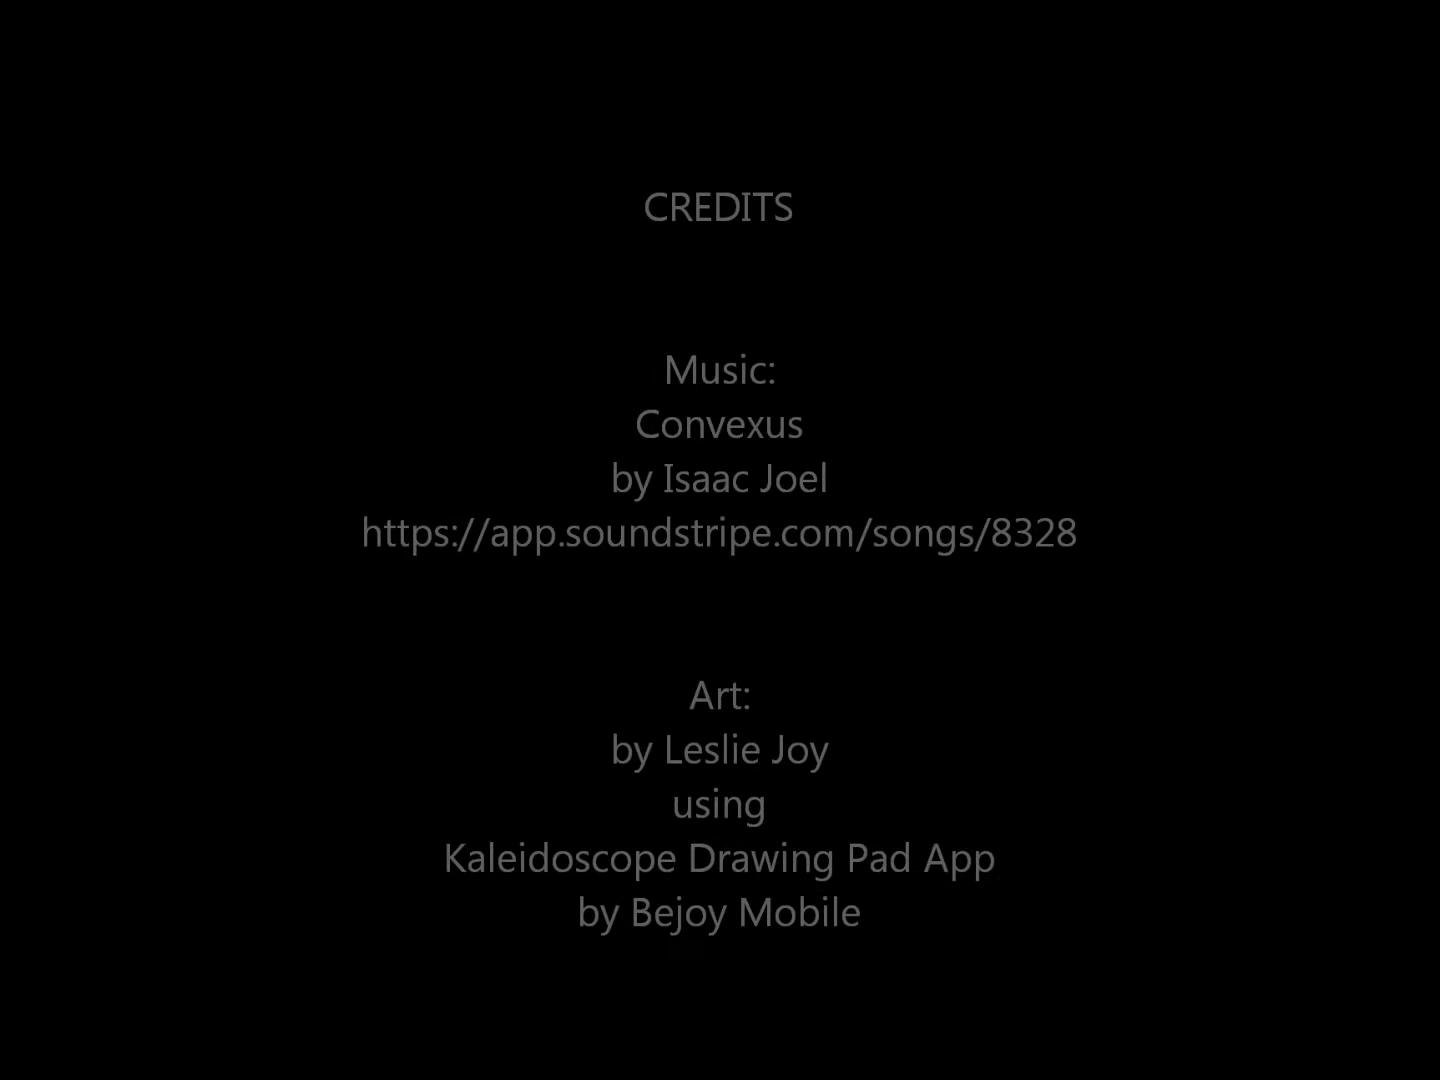 CREDITS
Music:
Convexus
by Isaac Joel
https://app.soundstripe.com/songs/8328
Art:
by Leslie Joy
using
Kaleidoscope Drawing Pad App
by Bejoy Mobile